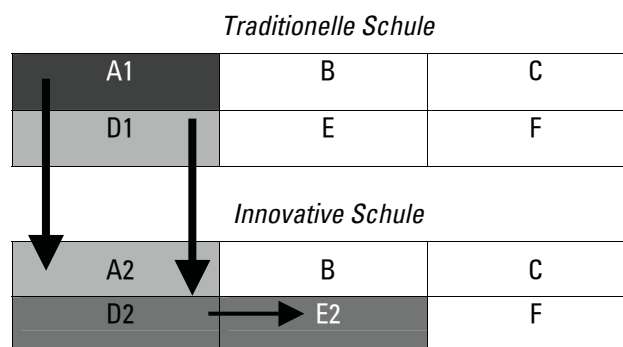 Traditionelle Schule
A1 B C
D1 E F
Innovative Schule
A2 B C
D2 E2 F